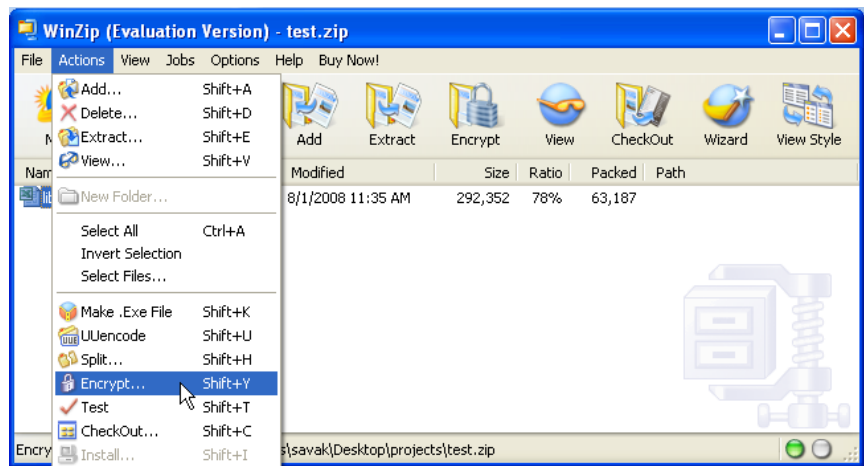 WinZip (Evaluation Version) - test.zip
File Actions View Jobs Options Help Buy Now!
Add... Shift+A
Delete... Shift+D
Extract... Shift+E
View... Shift+V
New Folder...
Select All Ctrl+A
Invert Selection
Select Files...
Make .Exe File Shift+K
UUencode Shift+U
Split... Shift+H
Encrypt... Shift+Y
Test Shift+T
CheckOut... Shift+C
Install... Shift+I
Add Extract Encrypt View CheckOut Wizard View Style
Modified Size Ratio Packed Path
8/1/2008 11:35 AM 292,352 78% 63,187
s\savak\Desktop\projects\test.zip